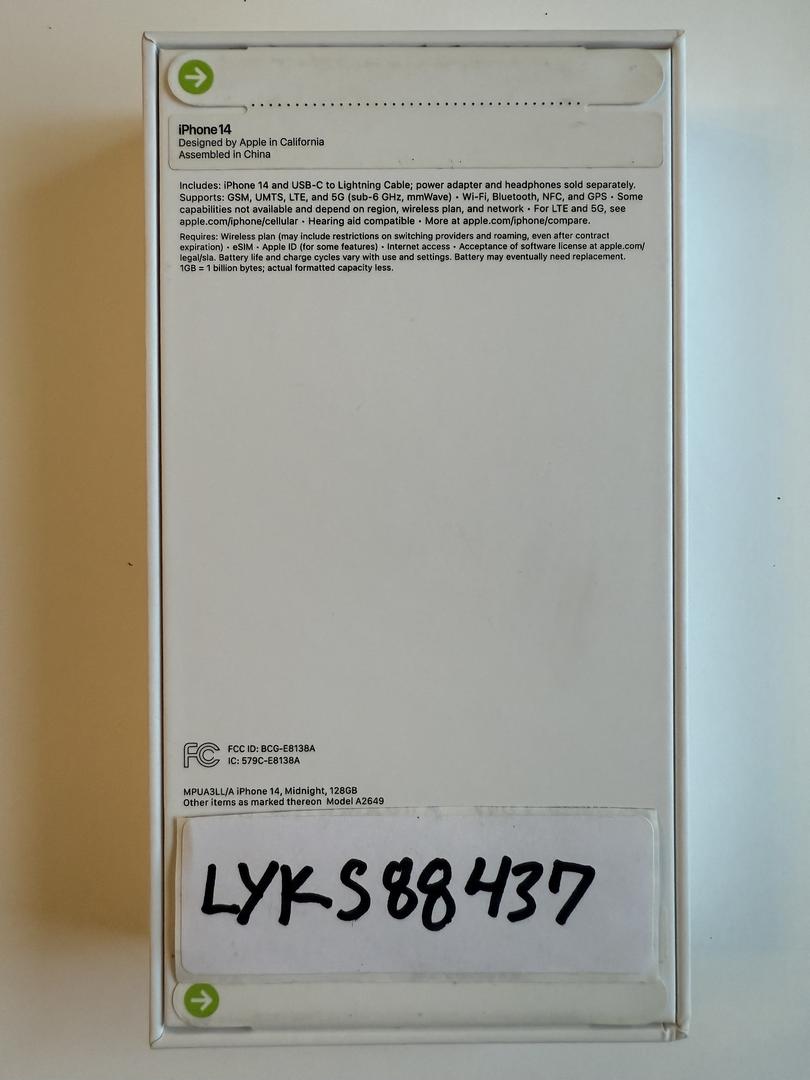 iPhone 14
Designed by Apple in California
Assembled in China
Includes: iPhone 14 and USB-C to Lightning Cable; power adapter and headphones sold separately.
Supports: GSM, UMTS, LTE, and 5G (sub-6 GHz, mmWave) • Wi-Fi, Bluetooth, NFC, and GPS • Some
capabilities not available and depend on region, wireless plan, and network • For LTE and 5G, see
apple.com/iphone/cellular • Hearing aid compatible • More at apple.com/iphone/compare.
Requires: Wireless plan (may include restrictions on switching providers and roaming, even after contract
expiration) • eSIM • Apple ID (for some features) • Internet access • Acceptance of software license at apple.com/
legal/sla. Battery life and charge cycles vary with use and settings. Battery may eventually need replacement.
1GB = 1 billion bytes; actual formatted capacity less.
FC FCC ID: BCG-E8138A
IC: 579C-E8138A
MPUA3LL/A iPhone 14, Midnight, 128GB
Other items as marked thereon Model A2649
LYKS88437